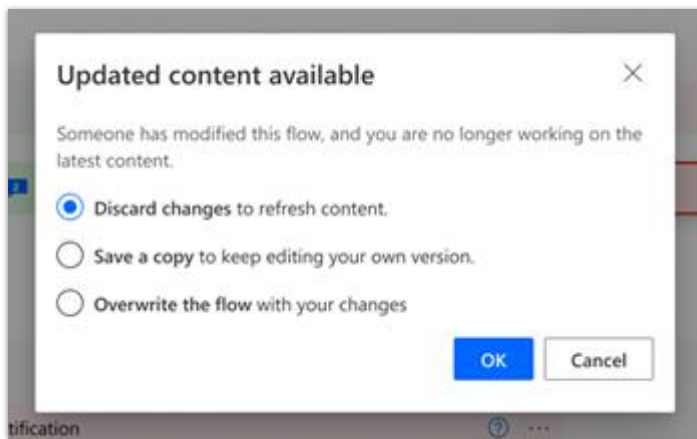 Updated content available
Someone has modified this flow, and you are no longer working on the
latest content.
2
Discard changes to refresh content.
Save a copy to keep editing your own version.
Overwrite the flow with your changes
OK
Cancel
tification